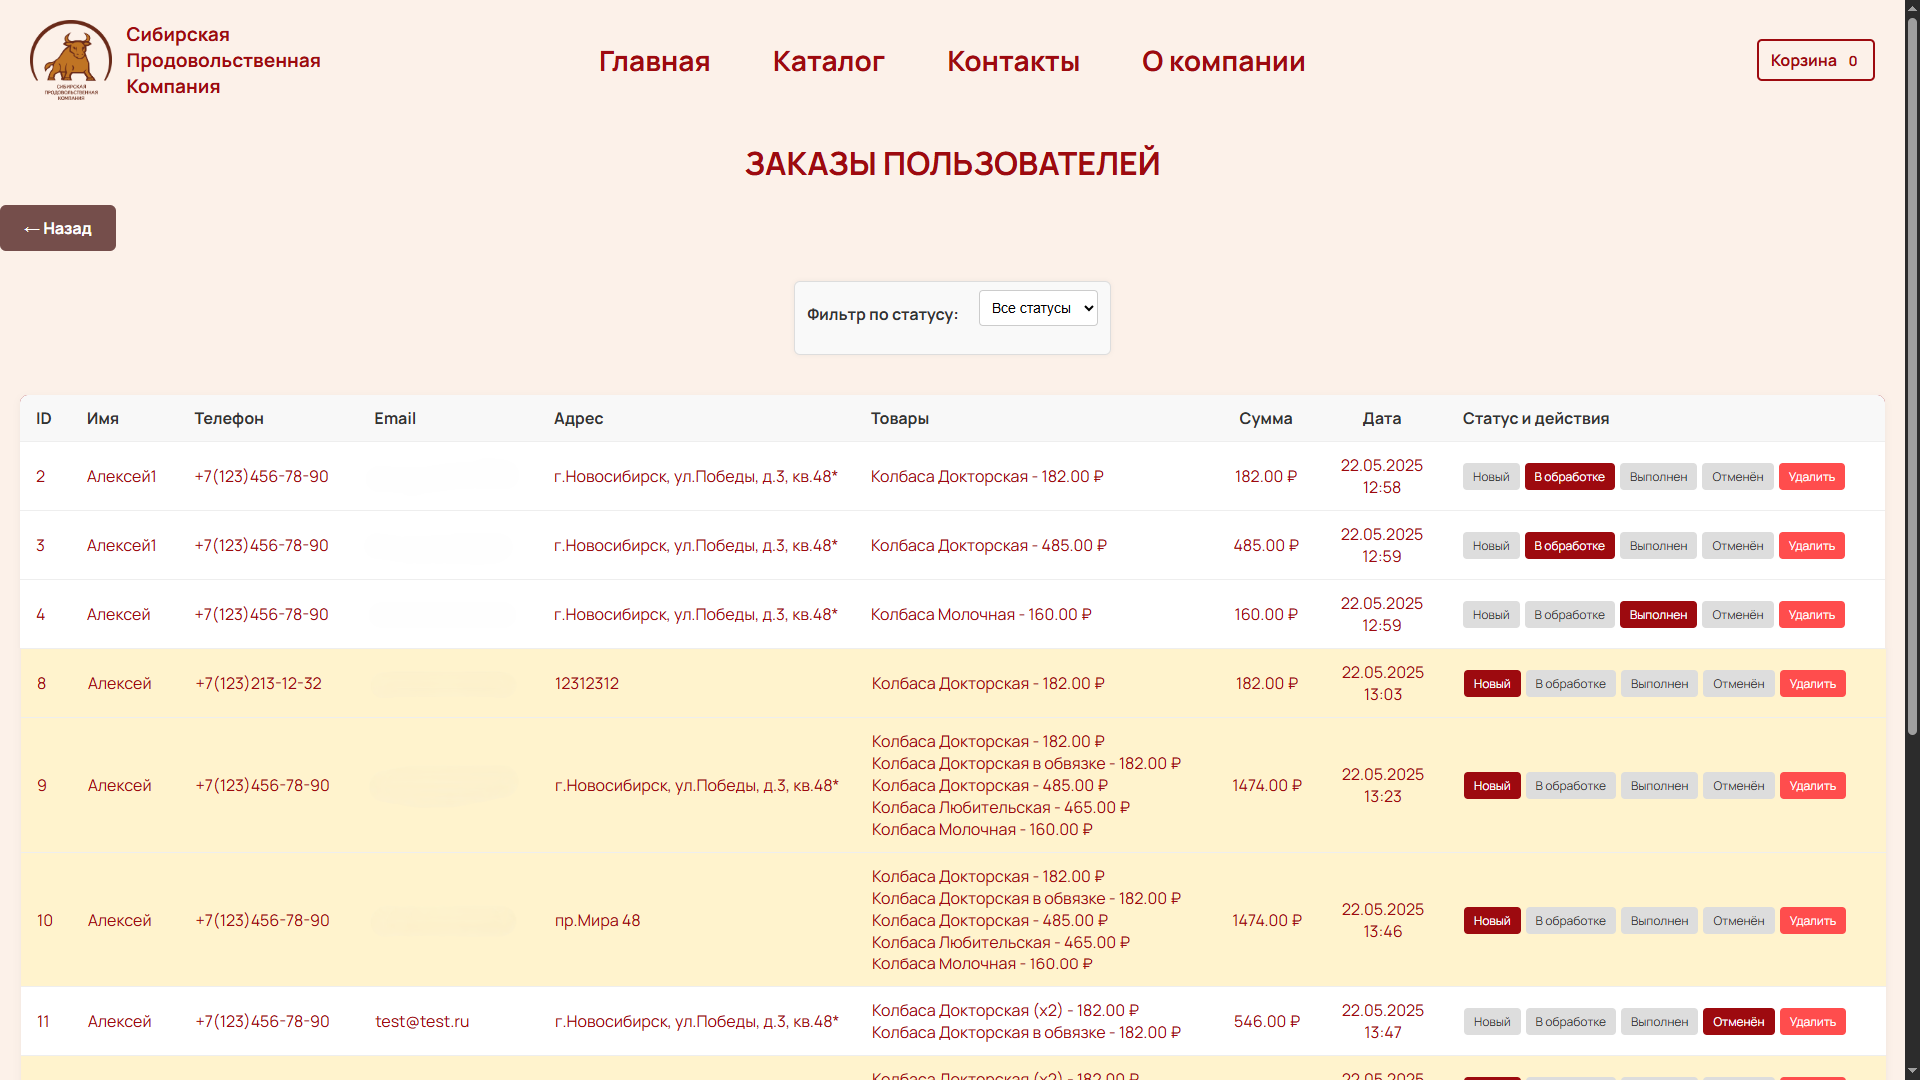 СИБИРСКАЯ
ПРОДОВОЛЬСТВЕННАЯ
КОМПАНИЯ
Сибирская
Продовольственная
Компания
Главная Каталог Контакты О компании
Корзина 0
ЗАКАЗЫ ПОЛЬЗОВАТЕЛЕЙ
← Назад
Фильтр по статусу: Все статусы
ID Имя Телефон Email Адрес Товары Сумма Дата Статус и действия
2 Алексей1 +7(123)456-78-90 г.Новосибирск, ул.Победы, д.3, кв.48* Колбаса Докторская - 182.00 ₽ 182.00 ₽ 22.05.2025 12:58 Новый В обработке Выполнен Отменён Удалить
3 Алексей1 +7(123)456-78-90 г.Новосибирск, ул.Победы, д.3, кв.48* Колбаса Докторская - 485.00 ₽ 485.00 ₽ 22.05.2025 12:59 Новый В обработке Выполнен Отменён Удалить
4 Алексей +7(123)456-78-90 г.Новосибирск, ул.Победы, д.3, кв.48* Колбаса Молочная - 160.00 ₽ 160.00 ₽ 22.05.2025 12:59 Новый В обработке Выполнен Отменён Удалить
8 Алексей +7(123)213-12-32 12312312 Колбаса Докторская - 182.00 ₽ 182.00 ₽ 22.05.2025 13:03 Новый В обработке Выполнен Отменён Удалить
9 Алексей +7(123)456-78-90 г.Новосибирск, ул.Победы, д.3, кв.48*
Колбаса Докторская - 182.00 ₽
Колбаса Докторская в обвязке - 182.00 ₽
Колбаса Докторская - 485.00 ₽
Колбаса Любительская - 465.00 ₽
Колбаса Молочная - 160.00 ₽
1474.00 ₽ 22.05.2025 13:23 Новый В обработке Выполнен Отменён Удалить
10 Алексей +7(123)456-78-90 пр.Мира 48
Колбаса Докторская - 182.00 ₽
Колбаса Докторская в обвязке - 182.00 ₽
Колбаса Докторская - 485.00 ₽
Колбаса Любительская - 465.00 ₽
Колбаса Молочная - 160.00 ₽
1474.00 ₽ 22.05.2025 13:46 Новый В обработке Выполнен Отменён Удалить
11 Алексей +7(123)456-78-90 test@test.ru г.Новосибирск, ул.Победы, д.3, кв.48*
Колбаса Докторская (x2) - 182.00 ₽
Колбаса Докторская в обвязке - 182.00 ₽
546.00 ₽ 22.05.2025 13:47 Новый В обработке Выполнен Отменён Удалить
Колбаса Докторская (x2) - 182.00 ₽ 22.05.2025